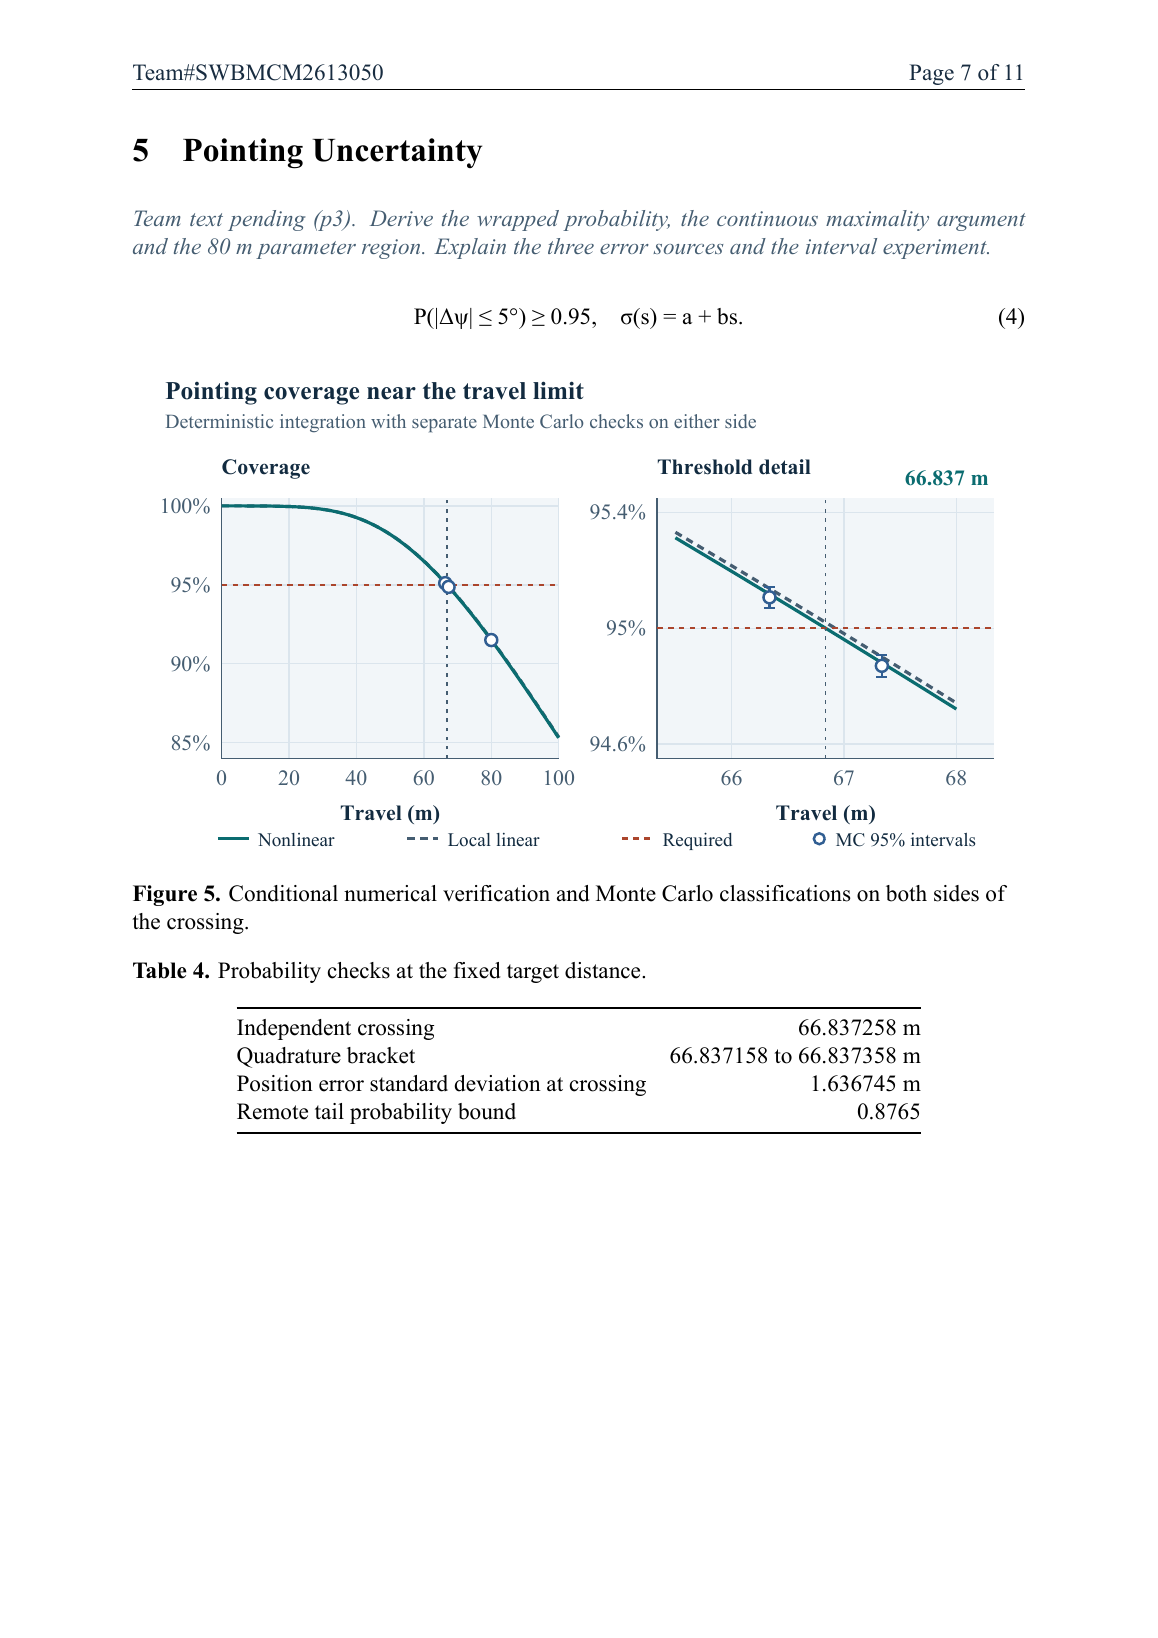 Team#SWBMCM2613050 Page 7 of 11
5 Pointing Uncertainty
Team text pending (p3). Derive the wrapped probability, the continuous maximality argument
and the 80 m parameter region. Explain the three error sources and the interval experiment.
P(|Δψ| ≤ 5°) ≥ 0.95, σ(s) = a + bs. (4)
Pointing coverage near the travel limit
Deterministic integration with separate Monte Carlo checks on either side
Coverage
100%
95%
90%
85%
0 20 40 60 80 100
Travel (m)
Threshold detail
66.837 m
95.4%
95%
94.6%
66 67 68
Travel (m)
Nonlinear Local linear Required MC 95% intervals
Figure 5. Conditional numerical verification and Monte Carlo classifications on both sides of
the crossing.
Table 4. Probability checks at the fixed target distance.
Independent crossing 66.837258 m
Quadrature bracket 66.837158 to 66.837358 m
Position error standard deviation at crossing 1.636745 m
Remote tail probability bound 0.8765